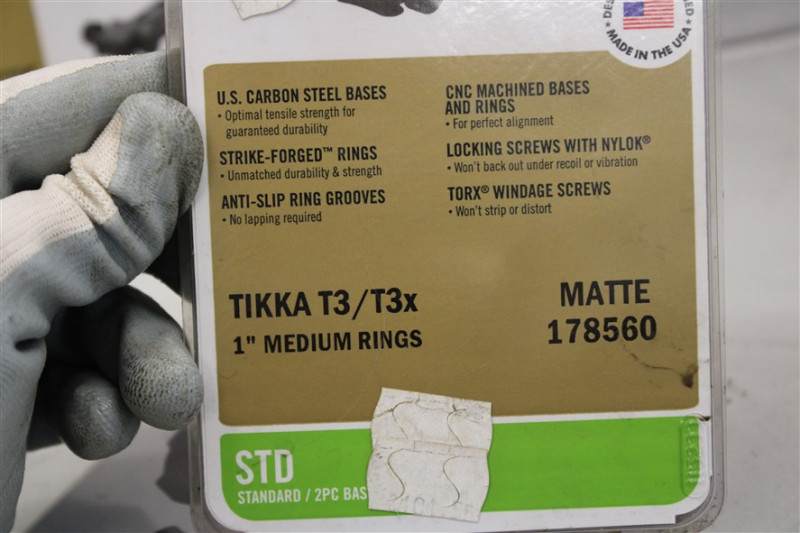 MADE IN THE USA
U.S. CARBON STEEL BASES
• Optimal tensile strength for
guaranteed durability
STRIKE-FORGED™ RINGS
• Unmatched durability & strength
ANTI-SLIP RING GROOVES
• No lapping required
CNC MACHINED BASES
AND RINGS
• For perfect alignment
LOCKING SCREWS WITH NYLOK®
• Won't back out under recoil or vibration
TORX® WINDAGE SCREWS
• Won't strip or distort
TIKKA T3/T3x
1" MEDIUM RINGS
MATTE
178560
STD
STANDARD / 2PC BAS